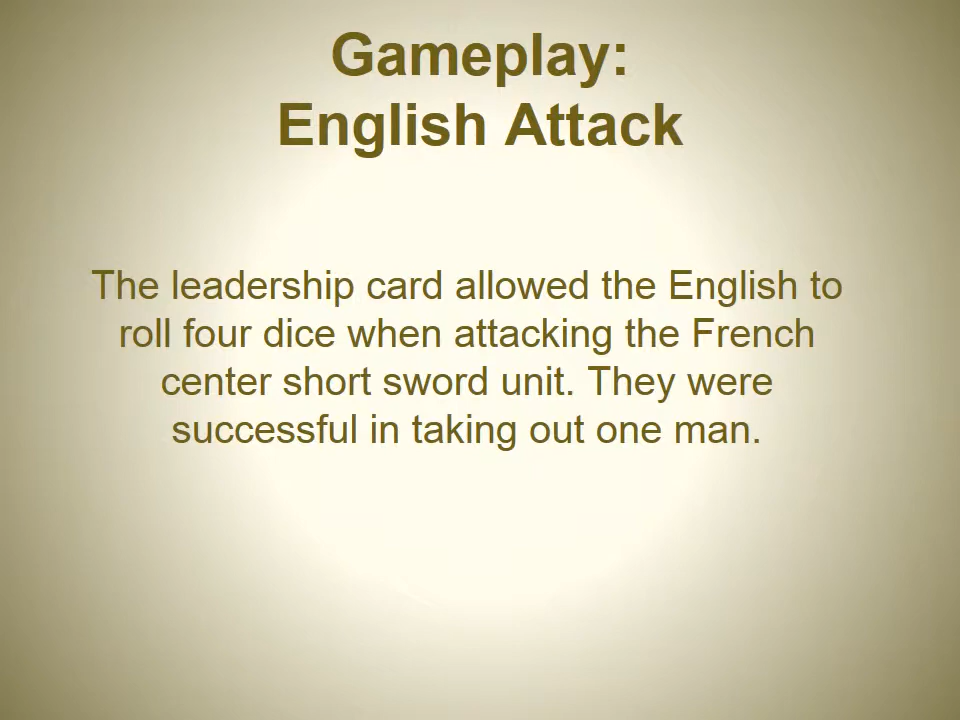 Gameplay:
English Attack
The leadership card allowed the English to
roll four dice when attacking the French
center short sword unit. They were
successful in taking out one man.